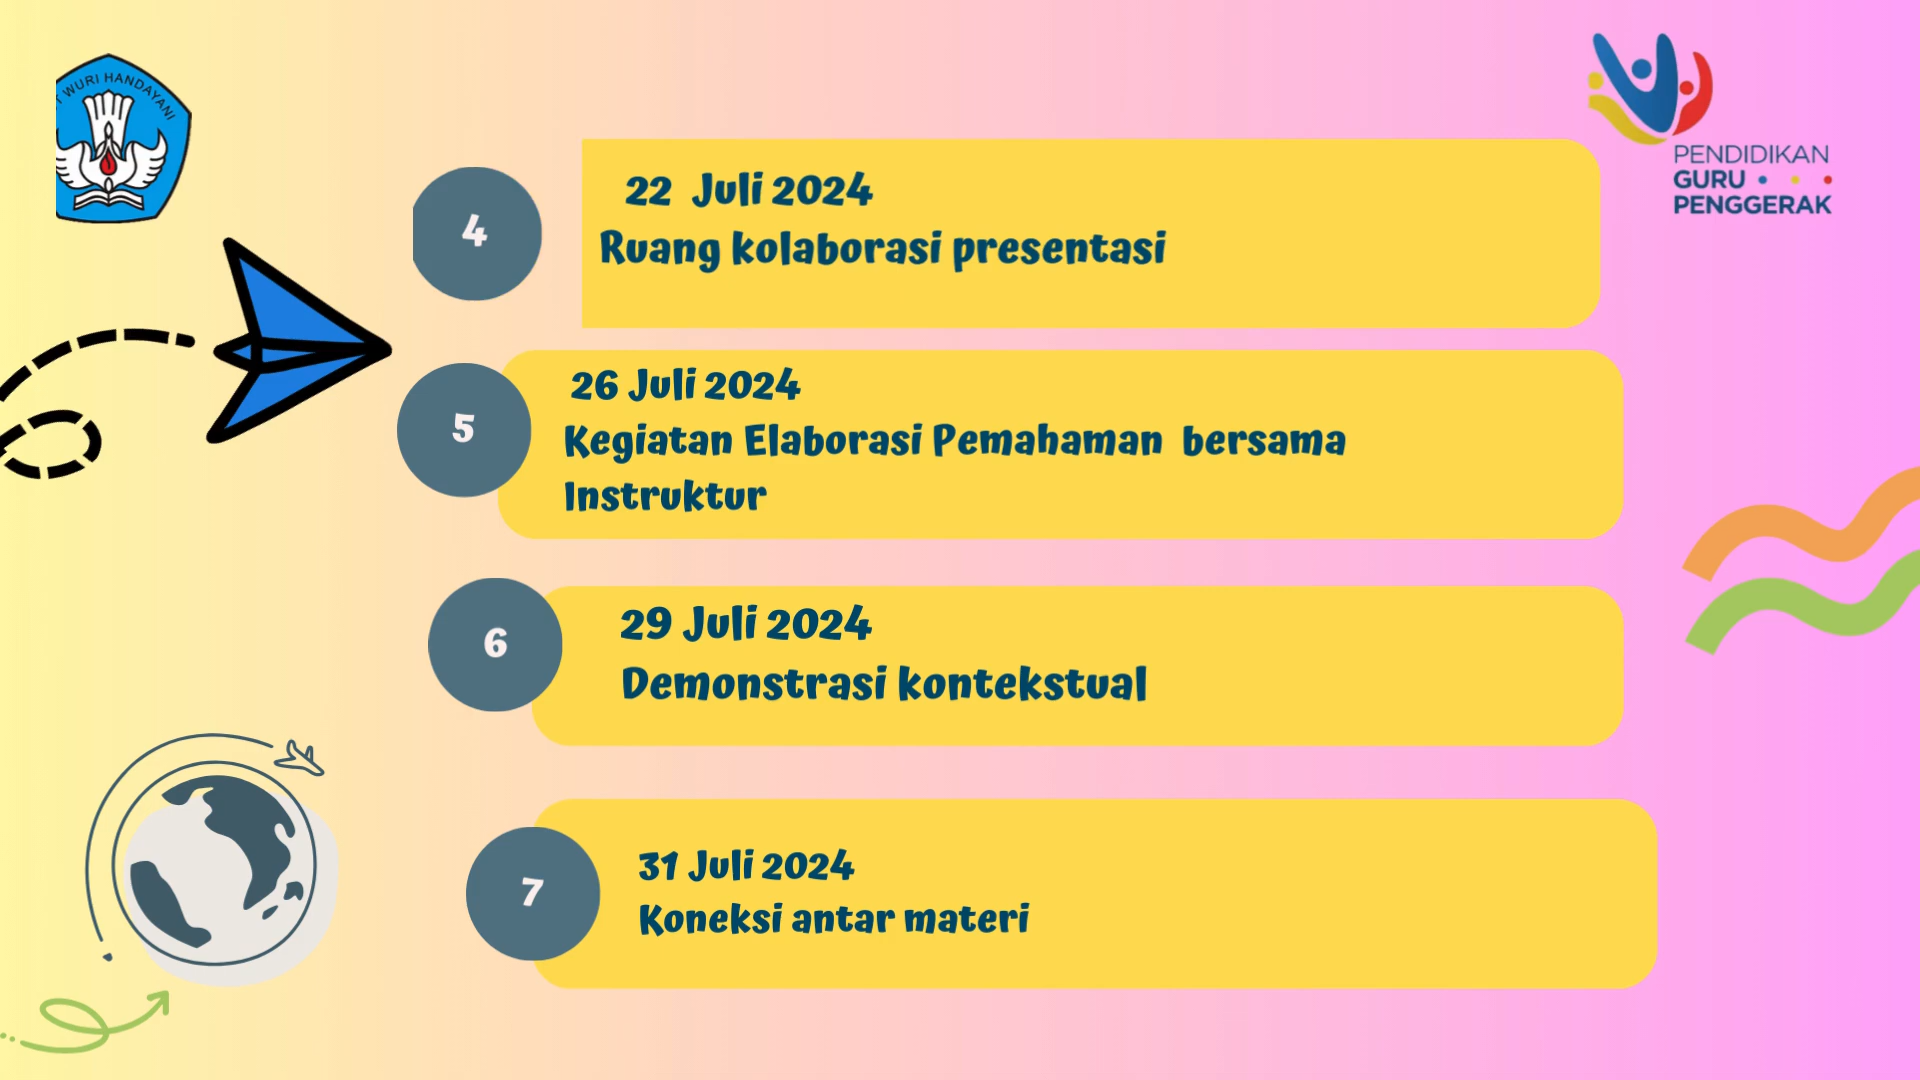 WURI HANDAYANI
PENDIDIKAN
GURU
PENGGERAK
4
22 Juli 2024
Ruang kolaborasi presentasi
5
26 Juli 2024
Kegiatan Elaborasi Pemahaman bersama
Instruktur
6
29 Juli 2024
Demonstrasi kontekstual
7
31 Juli 2024
Koneksi antar materi